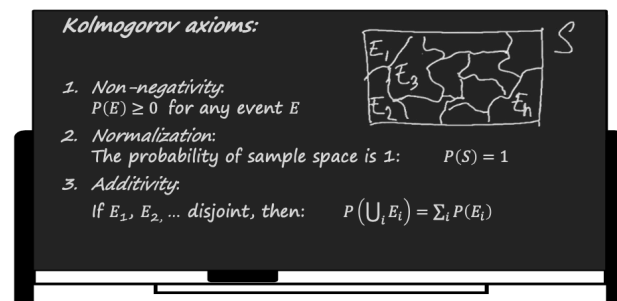 Kolmogorov axioms:
S
E₁
E₃
E₂
Eₙ
1. Non-negativity:
P(E) ≥ 0 for any event E
2. Normalization:
The probability of sample space is 1: P(S) = 1
3. Additivity:
If E₁, E₂, ... disjoint, then: P(⋃ᵢ Eᵢ) = ∑ᵢ P(Eᵢ)